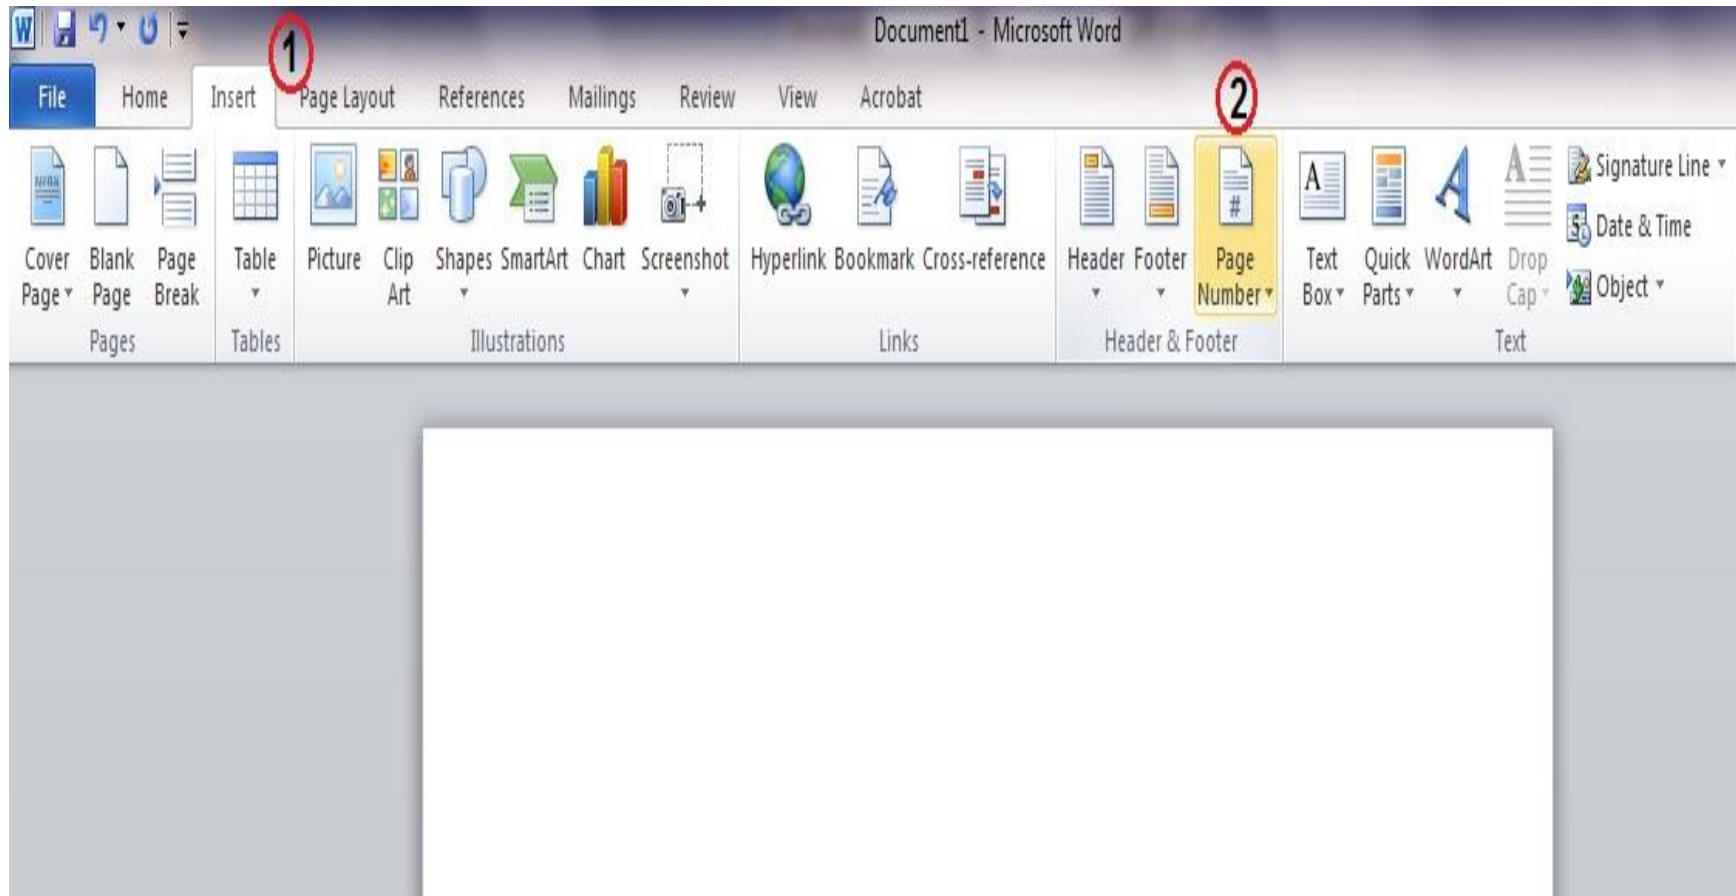 W
Document1 - Microsoft Word
1
2
File Home Insert Page Layout References Mailings Review View Acrobat
Cover Page
Blank Page
Page Break
Table
Picture
Clip Art
Shapes
SmartArt
Chart
Screenshot
Hyperlink
Bookmark
Cross-reference
Header
Footer
#
Page Number
A
Text Box
Quick Parts
A
WordArt
A
Drop Cap
Signature Line
Date & Time
Object
Pages
Tables
Illustrations
Links
Header & Footer
Text